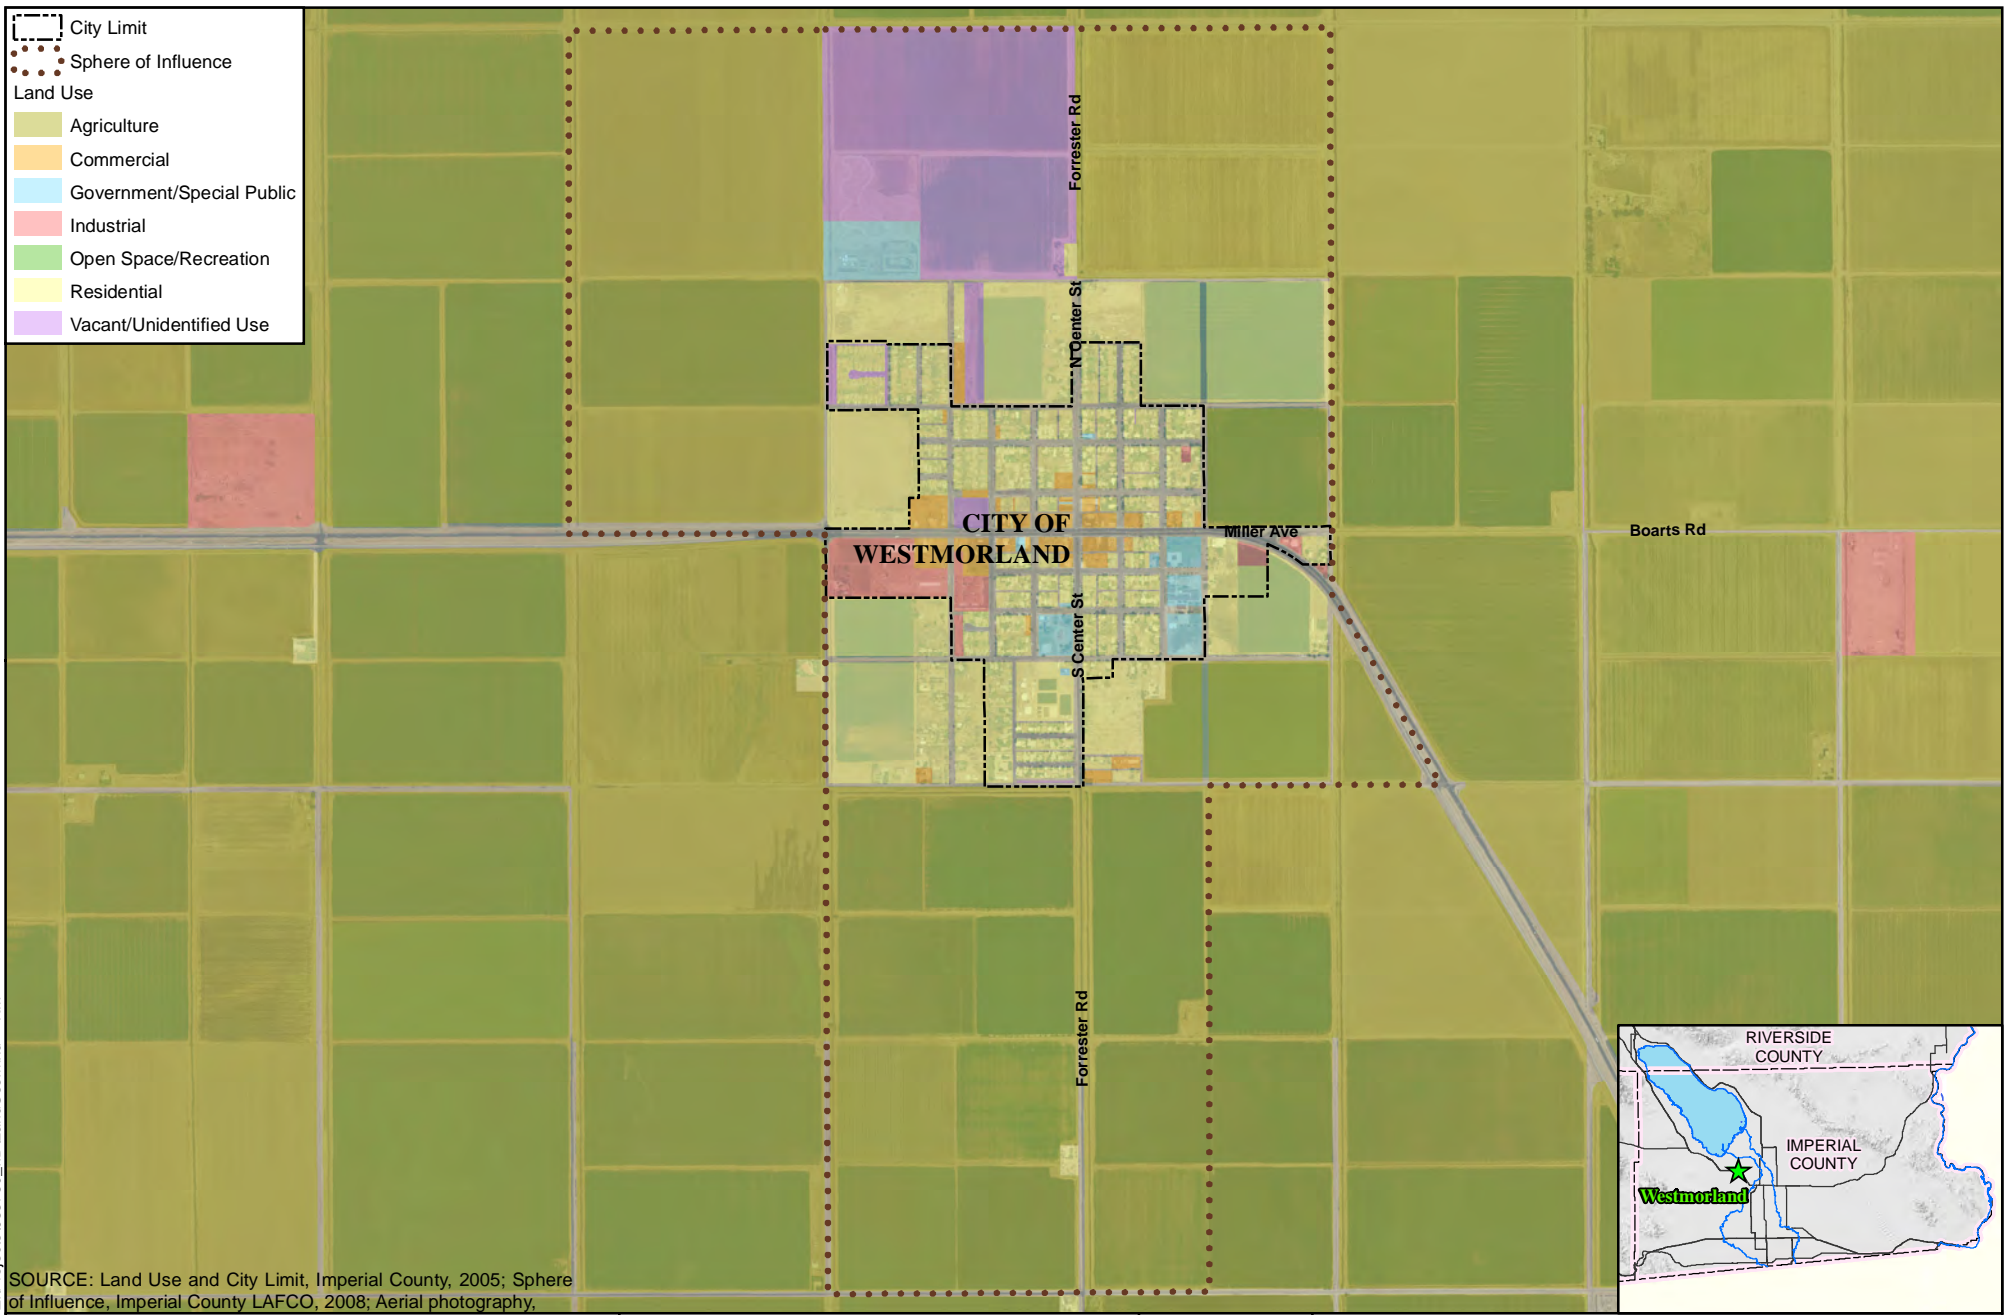 City Limit
Sphere of Influence
Land Use
Agriculture
Commercial
Government/Special Public
Industrial
Open Space/Recreation
Residential
Vacant/Unidentified Use
Forrester Rd
N Center St
CITY OF
WESTMORLAND
Miller Ave
Boarts Rd
S Center St
Forrester Rd
RIVERSIDE
COUNTY
IMPERIAL
COUNTY
Westmorland
SOURCE: Land Use and City Limit, Imperial County, 2005; Sphere
of Influence, Imperial County LAFCO, 2008; Aerial photography,